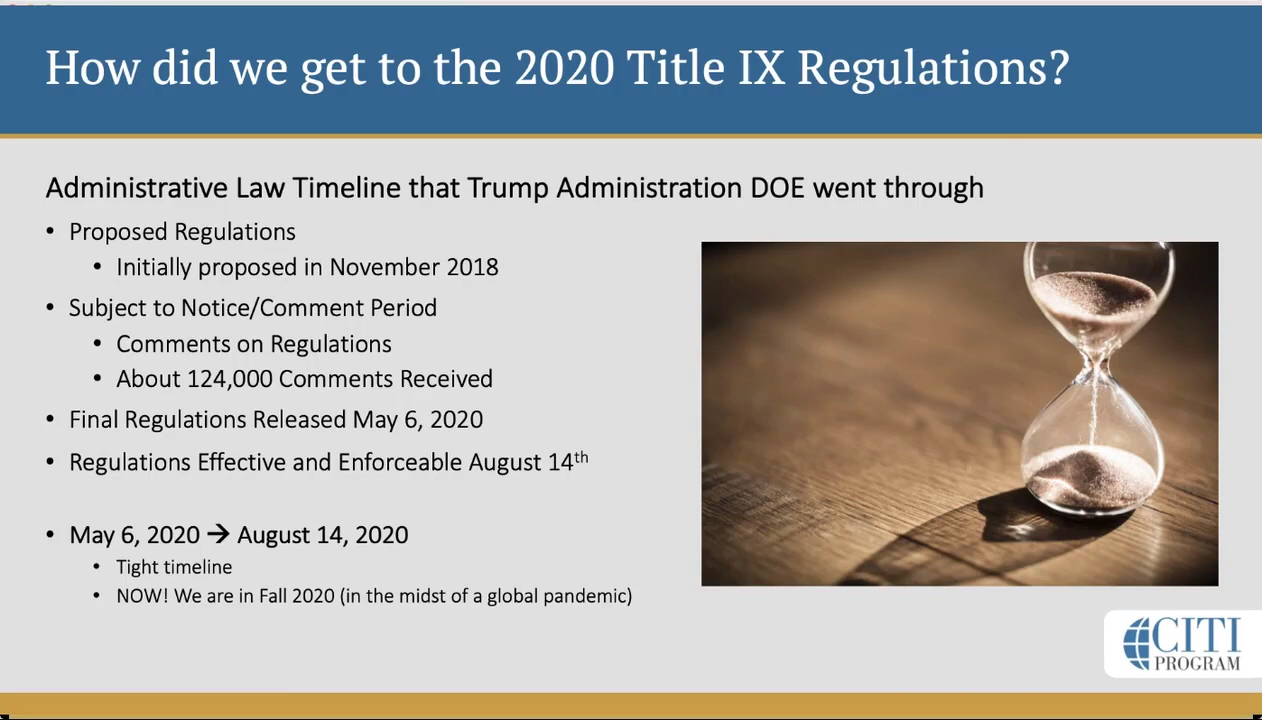 How did we get to the 2020 Title IX Regulations?
Administrative Law Timeline that Trump Administration DOE went through
• Proposed Regulations
• Initially proposed in November 2018
• Subject to Notice/Comment Period
• Comments on Regulations
• About 124,000 Comments Received
• Final Regulations Released May 6, 2020
• Regulations Effective and Enforceable August 14th
• May 6, 2020 → August 14, 2020
• Tight timeline
• NOW! We are in Fall 2020 (in the midst of a global pandemic)
CITI
PROGRAM